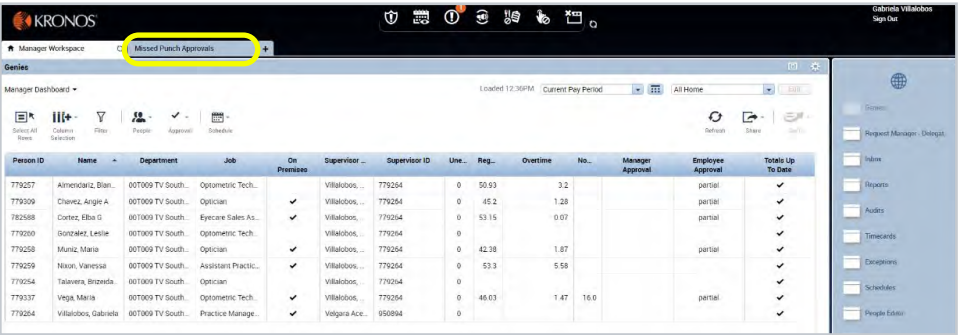 KRONOS
Gabriela Villalobos
Sign Out
Manager Workspace
Missed Punch Approvals
+
Genies
Manager Dashboard
Loaded 12:36PM Current Pay Period All Home Edit
Select All Rows
Column Selection
Filter
People
Approval
Schedule
Refresh
Share
Person ID Name Department Job On Premises Supervisor ... Supervisor ID Une... Reg... Overtime No... Manager Approval Employee Approval Totals Up To Date
779257 Almendariz, Blan... 00T009 TV South... Optometric Tech... Villalobos, ... 779264 0 50.93 3.2 partial ✔
779309 Chavez, Angie A 00T009 TV South... Optician ✔ Villalobos, ... 779264 0 45.2 1.28 partial ✔
782588 Cortez, Elba G 00T009 TV South... Eyecare Sales As... ✔ Villalobos, ... 779264 0 53.15 0.07 partial ✔
779260 Gonzalez, Leslie 00T009 TV South... Optometric Tech... Villalobos, ... 779264 0 ✔
779258 Muniz, Maria 00T009 TV South... Optician ✔ Villalobos, ... 779264 0 42.38 1.87 partial ✔
779259 Nixon, Vanessa 00T009 TV South... Assistant Practic... ✔ Villalobos, ... 779264 0 53.3 5.58 ✔
779254 Talavera, Brizeida... 00T009 TV South... Optician Villalobos, ... 779264 0 ✔
779337 Vega, Maria 00T009 TV South... Optometric Tech... ✔ Villalobos, ... 779264 0 46.03 1.47 16.0 partial ✔
779264 Villalobos, Gabriela 00T009 TV South... Practice Manage... ✔ Velgara Ace... 950894 0 ✔
Genies
Request Manager - Delegat...
Inbox
Reports
Audits
Timecards
Exceptions
Schedules
People Editor